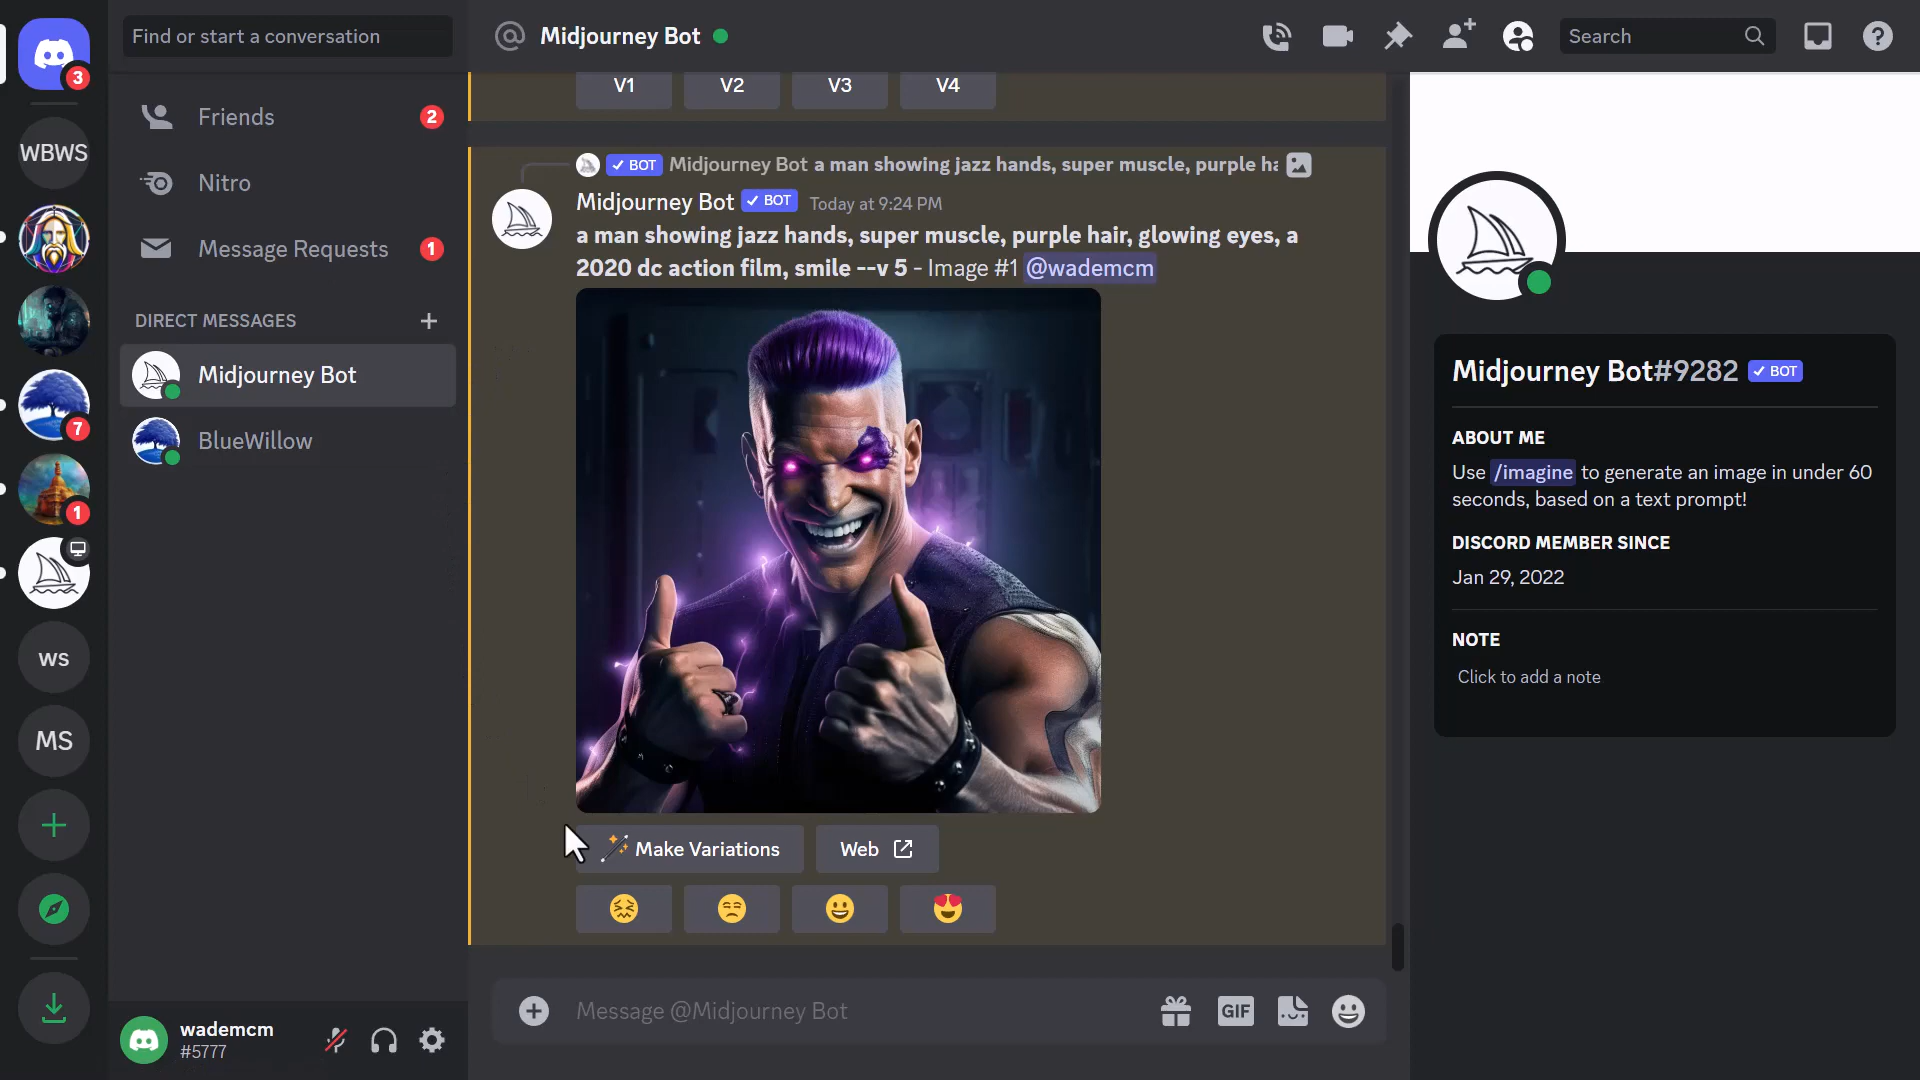 3
WBWS
7
1
ws
MS
Find or start a conversation
Friends
2
Nitro
Message Requests
1
DIRECT MESSAGES
Midjourney Bot
BlueWillow
wademcm
#5777
Midjourney Bot
Search
V1
V2
V3
V4
BOT Midjourney Bot a man showing jazz hands, super muscle, purple ha
Midjourney Bot BOT Today at 9:24 PM
a man showing jazz hands, super muscle, purple hair, glowing eyes, a
2020 dc action film, smile --v 5 - Image #1 @wademcm
Make Variations
Web
Message @Midjourney Bot
GIF
Midjourney Bot#9282 BOT
ABOUT ME
Use /imagine to generate an image in under 60
seconds, based on a text prompt!
DISCORD MEMBER SINCE
Jan 29, 2022
NOTE
Click to add a note